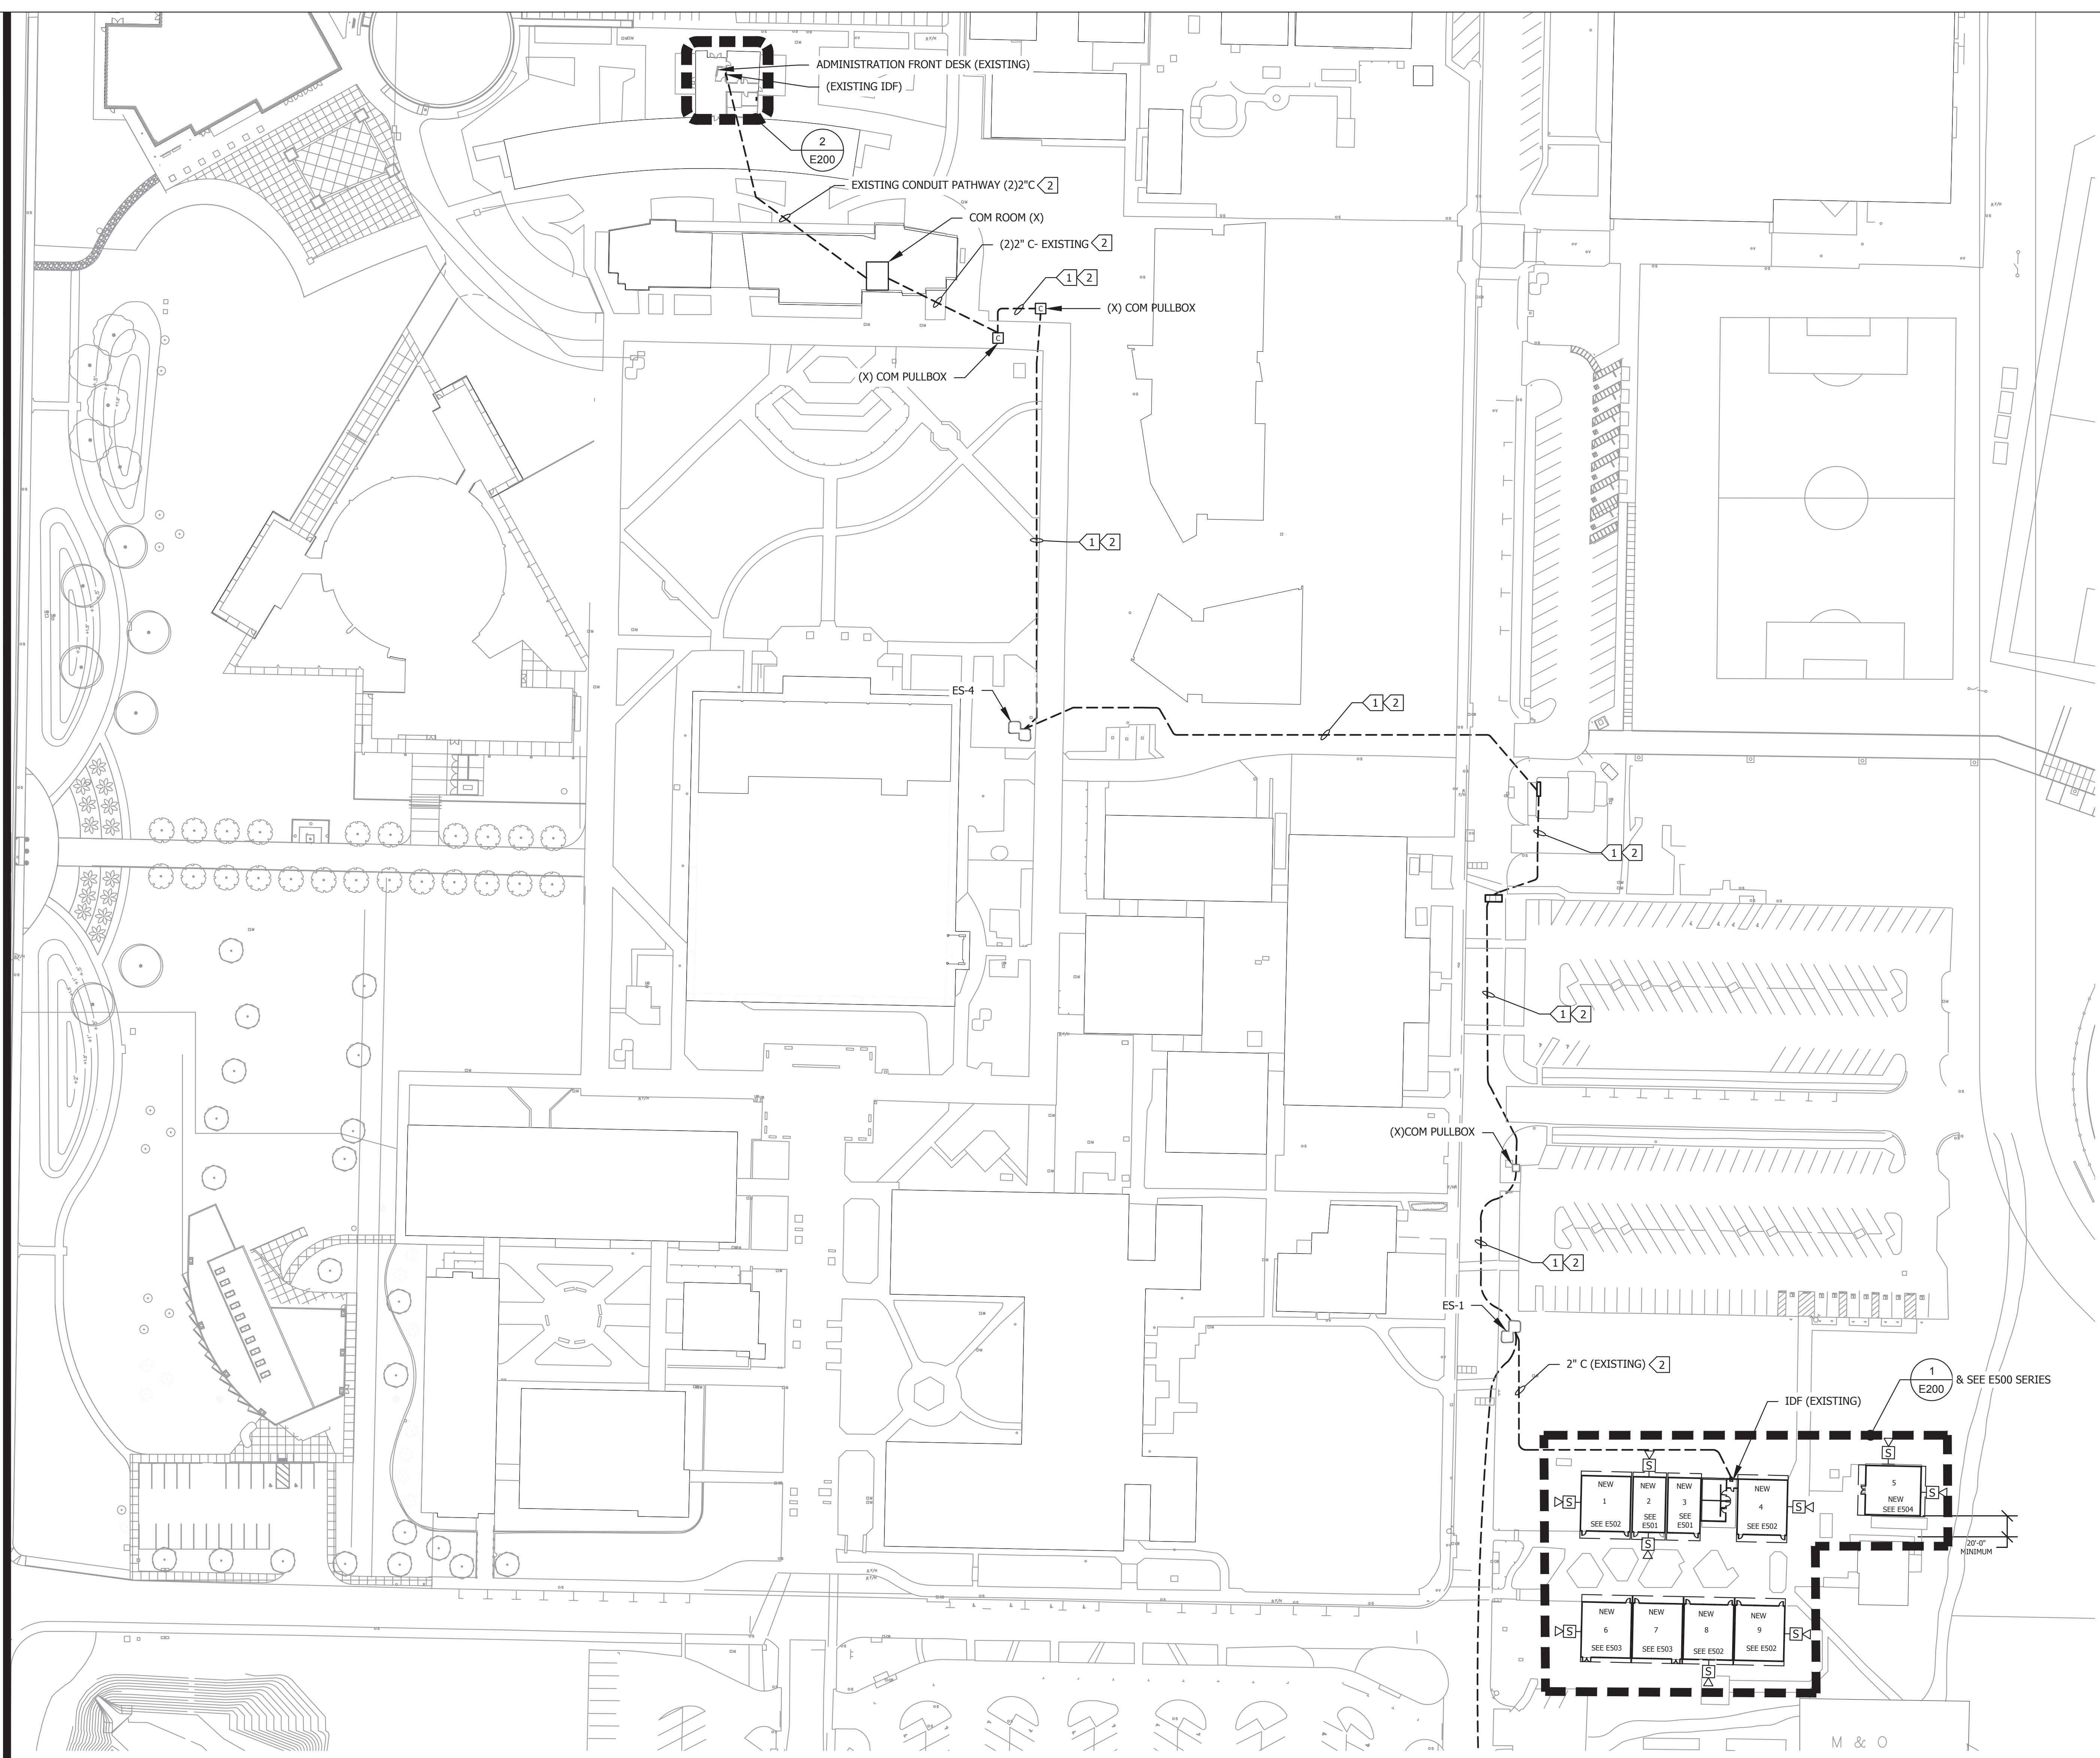 ADMINISTRATION FRONT DESK (EXISTING)
(EXISTING IDF)
2
E200
EXISTING CONDUIT PATHWAY (2)2"C 2
COM ROOM (X)
(2)2" C- EXISTING 2
1 2
C
(X) COM PULLBOX
C
(X) COM PULLBOX
1 2
ES-4
1 2
1 2
1 2
(X)COM PULLBOX
1 2
ES-1
2" C (EXISTING) 2
1
E200
& SEE E500 SERIES
IDF (EXISTING)
S
S
NEW
1
SEE E502
NEW
2
SEE
E501
NEW
3
SEE
E501
NEW
4
SEE E502
5
NEW
SEE E504
S
S
S
S
20'-0"
MINIMUM
NEW
6
SEE E503
NEW
7
SEE E503
NEW
8
SEE E502
NEW
9
SEE E502
S
S
S
M & O